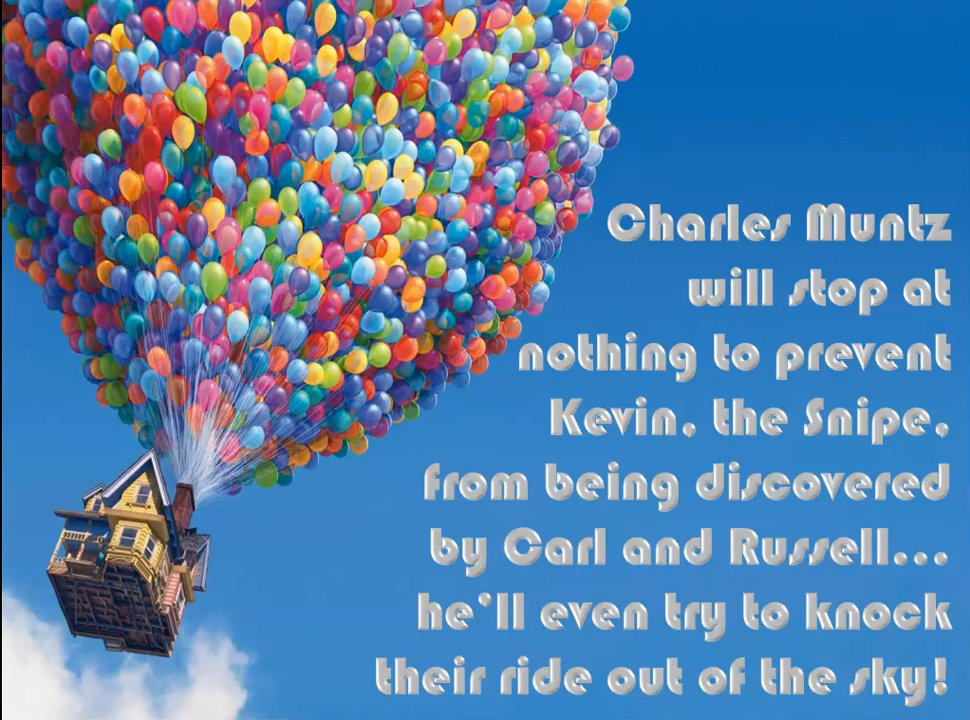 Charles Muntz
will stop at
nothing to prevent
Kevin, the Snipe,
from being discovered
by Carl and Russell...
he'll even try to knock
their ride out of the sky!